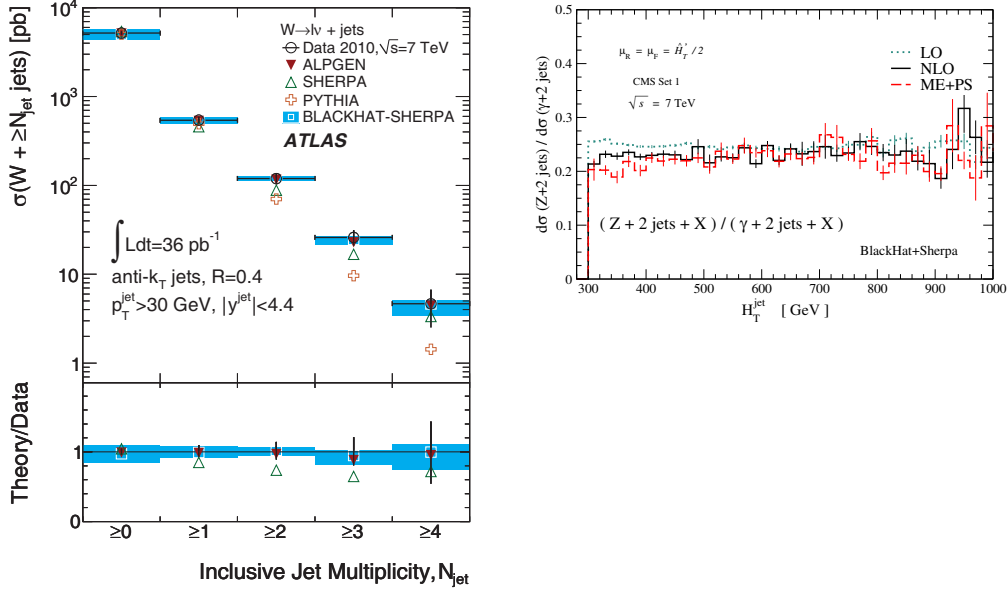 σ(W + ≥N_jet jets) [pb]
10^4
10^3
10^2
10
1
W→lν + jets
Data 2010,√s=7 TeV
ALPGEN
SHERPA
PYTHIA
BLACKHAT-SHERPA
ATLAS
∫Ldt=36 pb^-1
anti-k_T jets, R=0.4
p_T^jet>30 GeV, |y^jet|<4.4
Theory/Data
1
0
≥0 ≥1 ≥2 ≥3 ≥4
Inclusive Jet Multiplicity, N_jet
dσ (Z+2 jets) / dσ (γ+2 jets)
0.5
0.4
0.3
0.2
0.1
0
μ_R = μ_F = Ĥ_T' /2
CMS Set 1
√s = 7 TeV
LO
NLO
ME+PS
( Z + 2 jets + X ) / ( γ + 2 jets + X )
BlackHat+Sherpa
300 400 500 600 700 800 900 1000
H_T^jet [ GeV ]